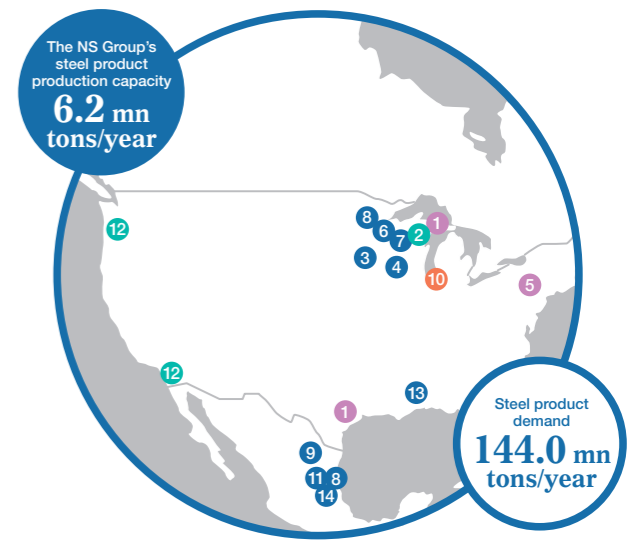 The NS Group's
steel product
production capacity
6.2 mn
tons/year
8
1
12
6
2
7
3
4
10
5
12
13
1
Steel product
demand
144.0 mn
tons/year
9
11
8
14